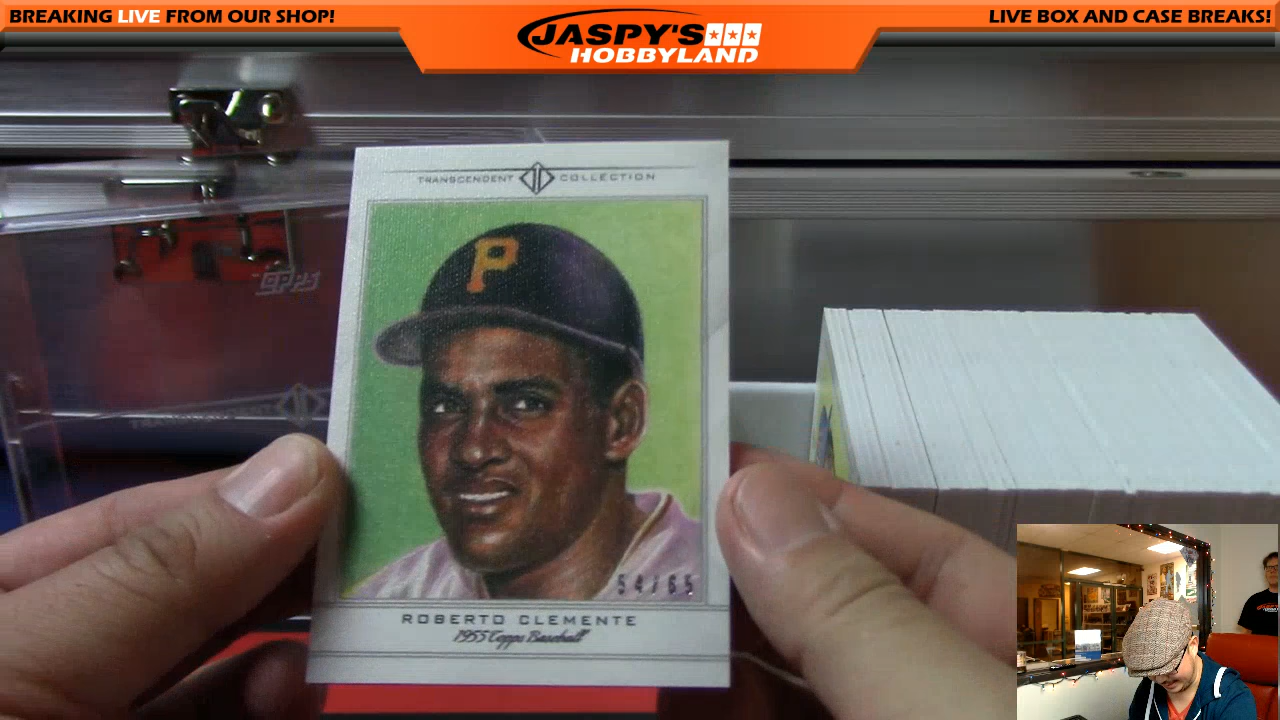 BREAKING LIVE FROM OUR SHOP!
JASPY'S
HOBBYLAND
LIVE BOX AND CASE BREAKS!
TRANSCENDENT COLLECTION
P
topps
TRANSCENDENT
54/65
ROBERTO CLEMENTE
1955 Topps Baseball